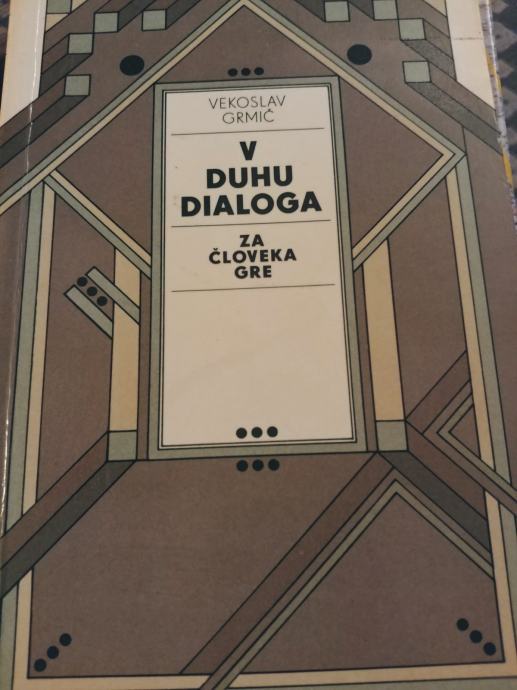 VEKOSLAV
GRMIČ
V
DUHU
DIALOGA
ZA
ČLOVEKA
GRE